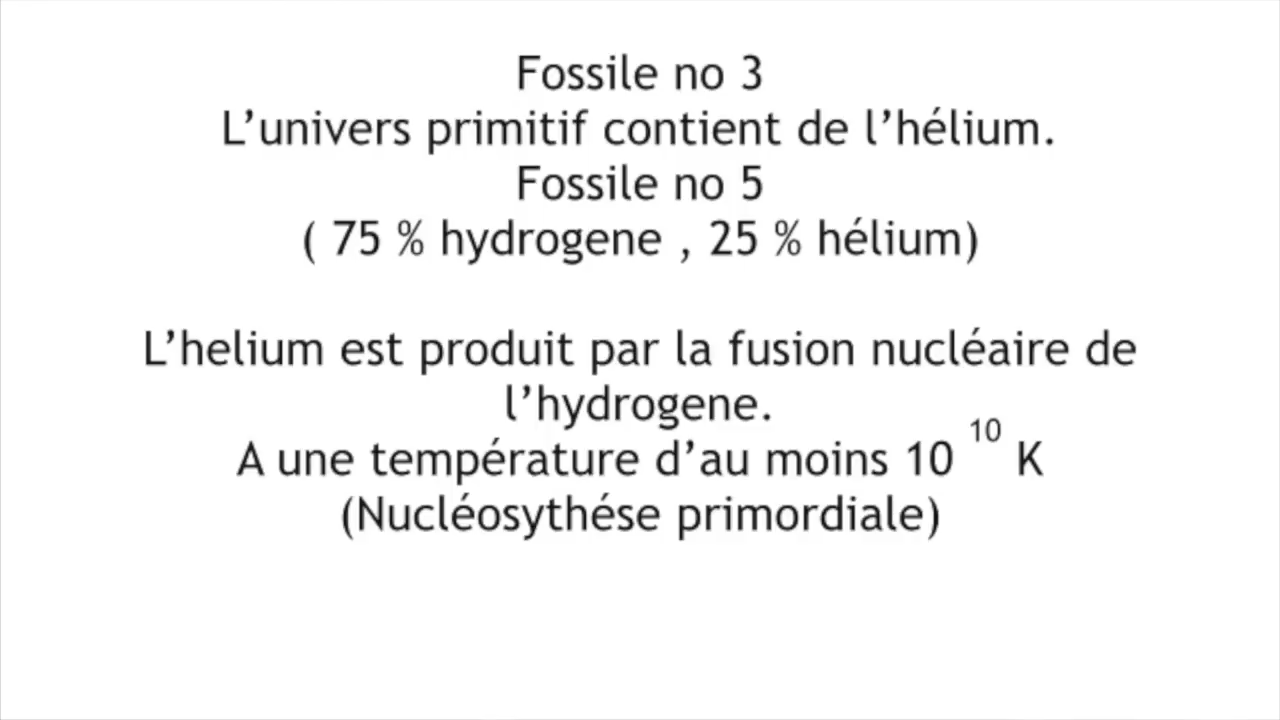 Fossile no 3
L’univers primitif contient de l’hélium.
Fossile no 5
( 75 % hydrogene , 25 % hélium)
L’helium est produit par la fusion nucléaire de
l’hydrogene.
A une température d’au moins 10 ¹⁰ K
(Nucléosythése primordiale)